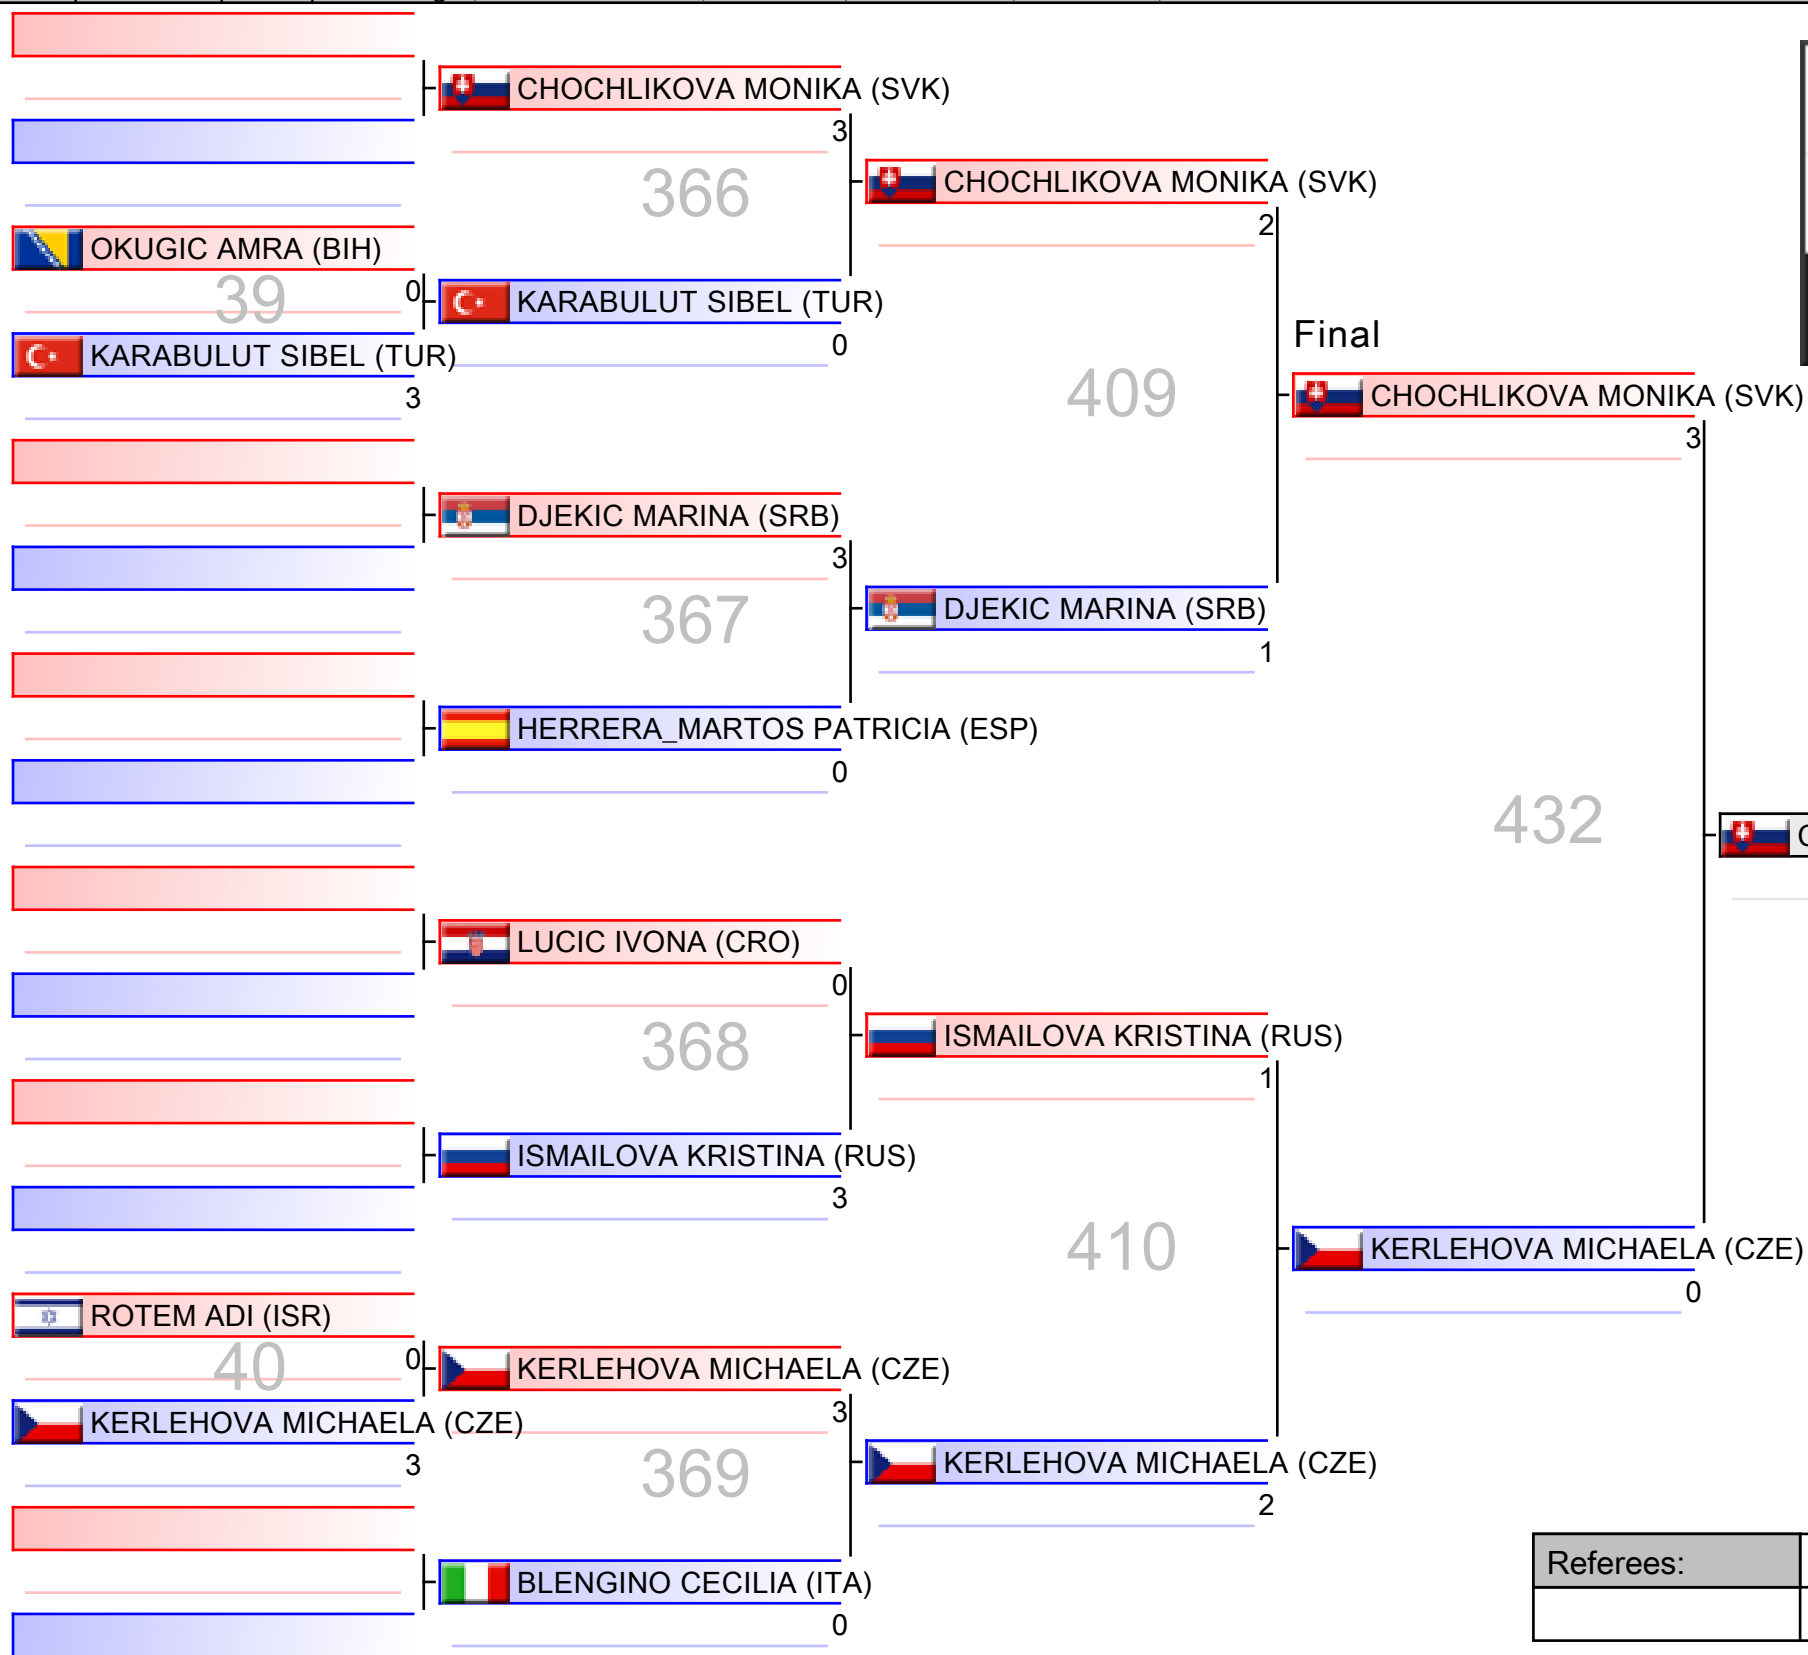 CHOCHLIKOVA MONIKA (SVK)
3
366
CHOCHLIKOVA MONIKA (SVK)
2
OKUGIC AMRA (BIH)
39
0
KARABULUT SIBEL (TUR)
0
KARABULUT SIBEL (TUR)
3
Final
409
CHOCHLIKOVA MONIKA (SVK)
3
DJEKIC MARINA (SRB)
3
367
DJEKIC MARINA (SRB)
1
HERRERA_MARTOS PATRICIA (ESP)
0
432
LUCIC IVONA (CRO)
0
368
ISMAILOVA KRISTINA (RUS)
1
ISMAILOVA KRISTINA (RUS)
3
410
KERLEHOVA MICHAELA (CZE)
0
ROTEM ADI (ISR)
40
0
KERLEHOVA MICHAELA (CZE)
3
KERLEHOVA MICHAELA (CZE)
3
369
KERLEHOVA MICHAELA (CZE)
2
BLENGINO CECILIA (ITA)
0
Referees: